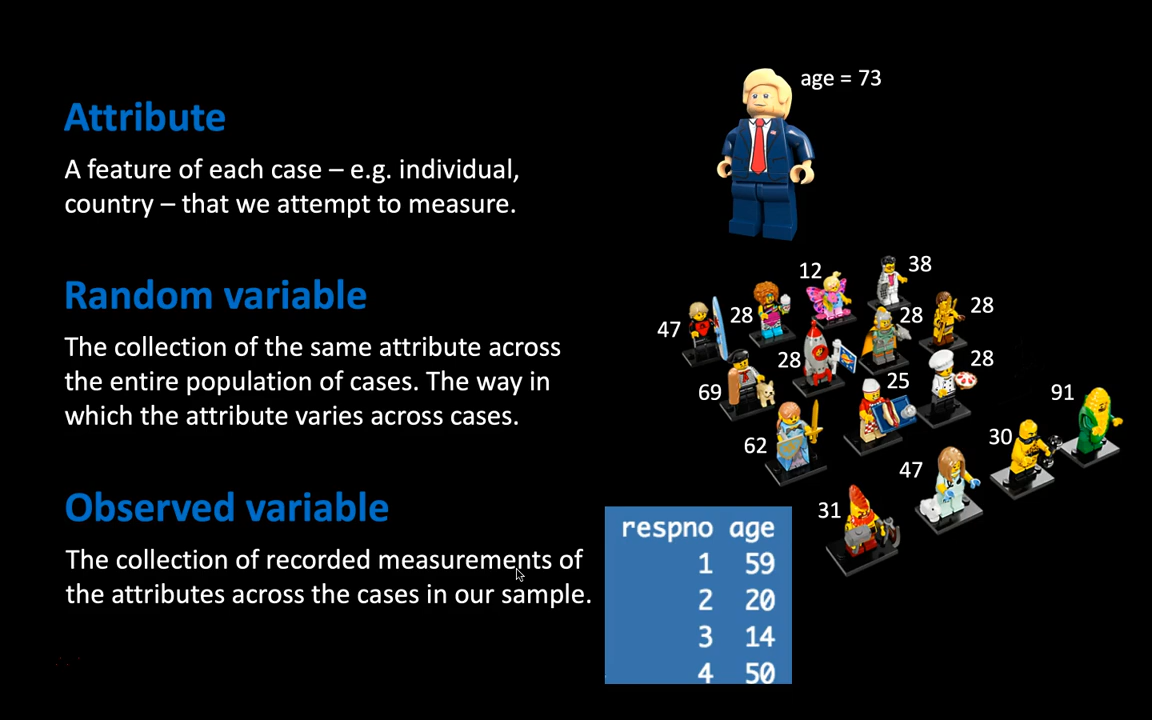 Attribute
A feature of each case – e.g. individual,
country – that we attempt to measure.
Random variable
The collection of the same attribute across
the entire population of cases. The way in
which the attribute varies across cases.
Observed variable
The collection of recorded measurements of
the attributes across the cases in our sample.
age = 73
12
38
47
28
28
28
69
28
25
28
62
91
30
47
31
respno age
1 59
2 20
3 14
4 50